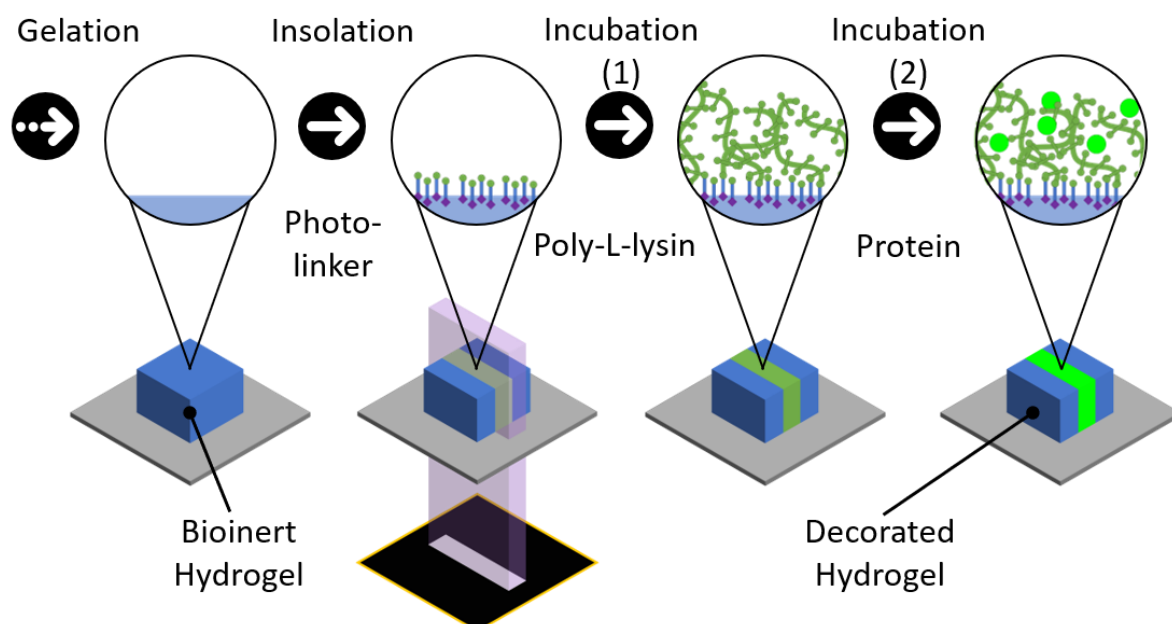 Gelation
Insolation
Incubation
(1)
Incubation
(2)
Photo-
linker
Poly-L-lysin
Protein
Bioinert
Hydrogel
Decorated
Hydrogel